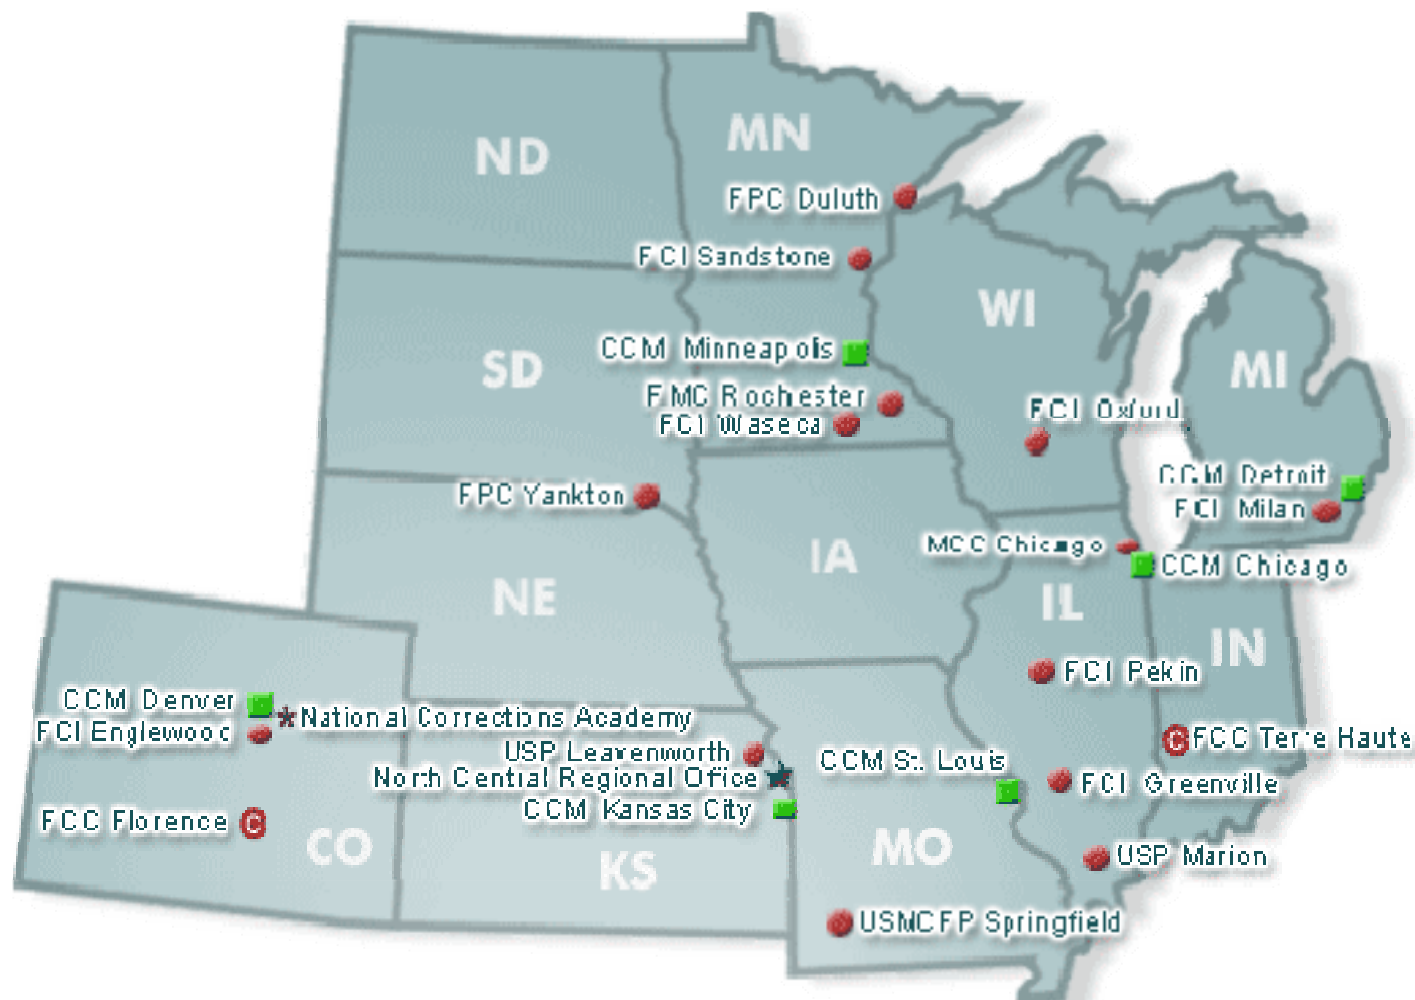 MN
ND
FPC Duluth
FCI Sandstone
WI
CCM Minneapolis
SD
MI
FMC Rochester
FCI Oxford
FCI Waseca
CCM Detroit
FPC Yankton
FCI Milan
MCC Chicago
IA
CCM Chicago
NE
IL
IN
FCI Pekin
CCM Denver
National Corrections Academy
FCI Englewood
C FCC Terre Haute
USP Leavenworth
CCM St. Louis
North Central Regional Office
FCI Greenville
CCM Kansas City
FCC Florence C
CO
MO
USP Marion
KS
USMCFP Springfield